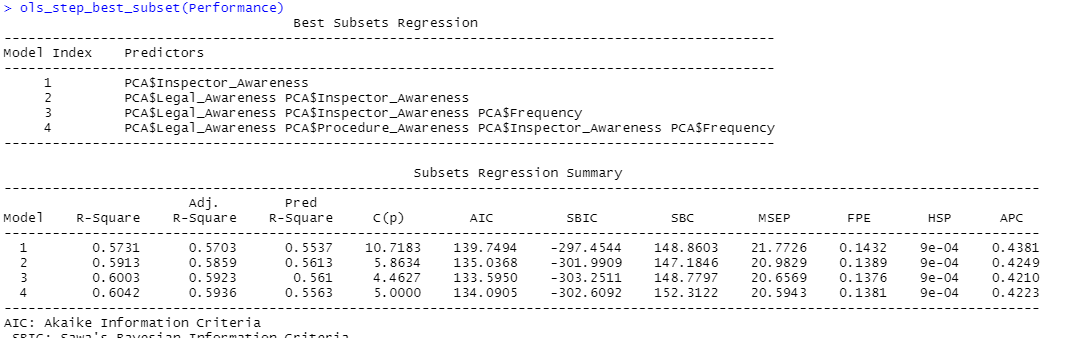 > ols_step_best_subset(Performance)
Best Subsets Regression
-----------------------------------------------------------------------------------------------
Model Index    Predictors
-----------------------------------------------------------------------------------------------
1         PCA$Inspector_Awareness
2         PCA$Legal_Awareness PCA$Inspector_Awareness
3         PCA$Legal_Awareness PCA$Inspector_Awareness PCA$Frequency
4         PCA$Legal_Awareness PCA$Procedure_Awareness PCA$Inspector_Awareness PCA$Frequency
-----------------------------------------------------------------------------------------------
Subsets Regression Summary
--------------------------------------------------------------------------------------------------------------------------------
Adj.        Pred
Model    R-Square    R-Square    R-Square    C(p)        AIC         SBIC         SBC         MSEP      FPE       HSP      APC
--------------------------------------------------------------------------------------------------------------------------------
1        0.5731      0.5703      0.5537    10.7183    139.7494    -297.4544    148.8603    21.7726    0.1432    9e-04    0.4381
2        0.5913      0.5859      0.5613     5.8634    135.0368    -301.9909    147.1846    20.9829    0.1389    9e-04    0.4249
3        0.6003      0.5923       0.561     4.4627    133.5950    -303.2511    148.7797    20.6569    0.1376    9e-04    0.4210
4        0.6042      0.5936      0.5563     5.0000    134.0905    -302.6092    152.3122    20.5943    0.1381    9e-04    0.4223
--------------------------------------------------------------------------------------------------------------------------------
AIC: Akaike Information Criteria
SBIC: Sawa's Bayesian Information Criteria